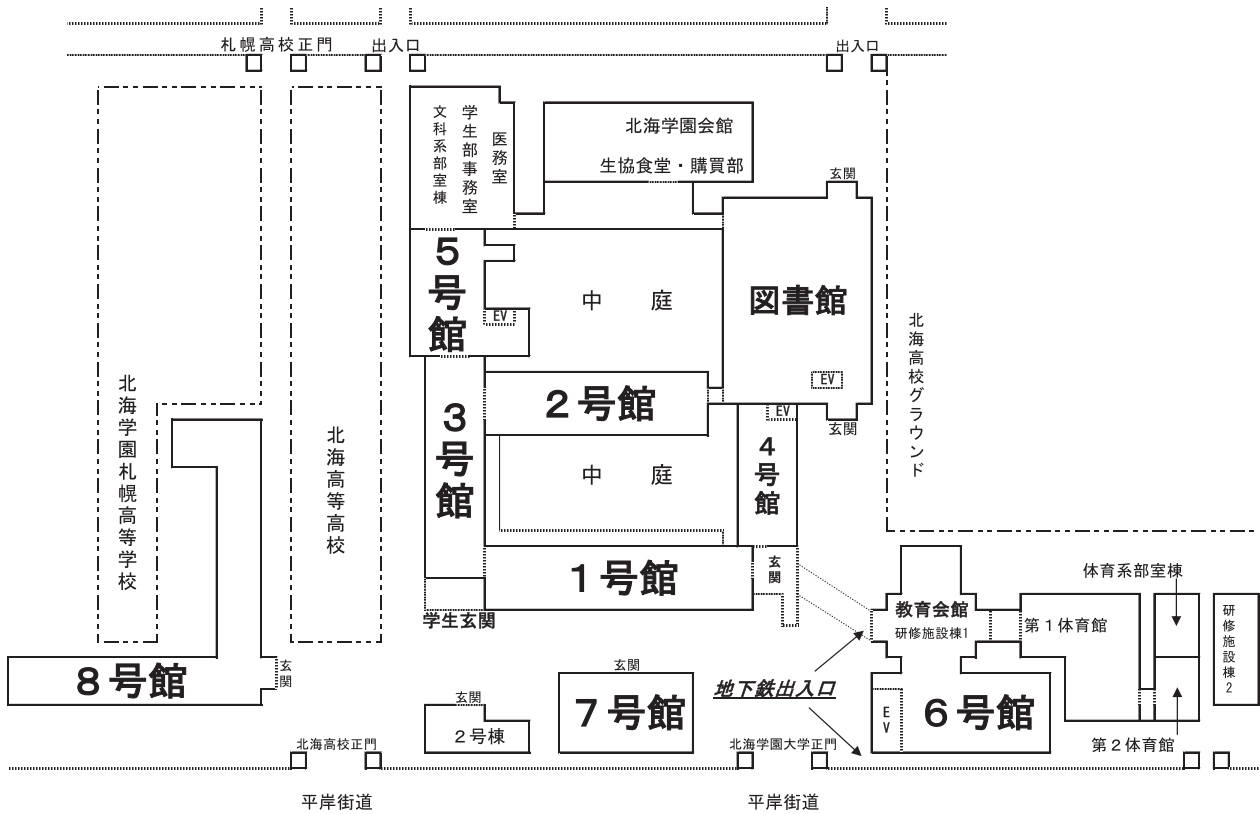 札幌高校正門
出入口
出入口
文科系部室棟
学生部事務室
医務室
北海学園会館
生協食堂・購買部
玄関
5号館
EV
中庭
図書館
EV
玄関
北海高校グラウンド
2号館
3号館
EV
4号館
中庭
北海学園札幌高等学校
北海高等高校
1号館
玄関
学生玄関
教育会館
研修施設棟1
第1体育館
体育系部室棟
研修施設棟2
8号館
玄関
玄関
2号棟
玄関
7号館
地下鉄出入口
EV
6号館
第2体育館
北海高校正門
北海学園大学正門
平岸街道
平岸街道